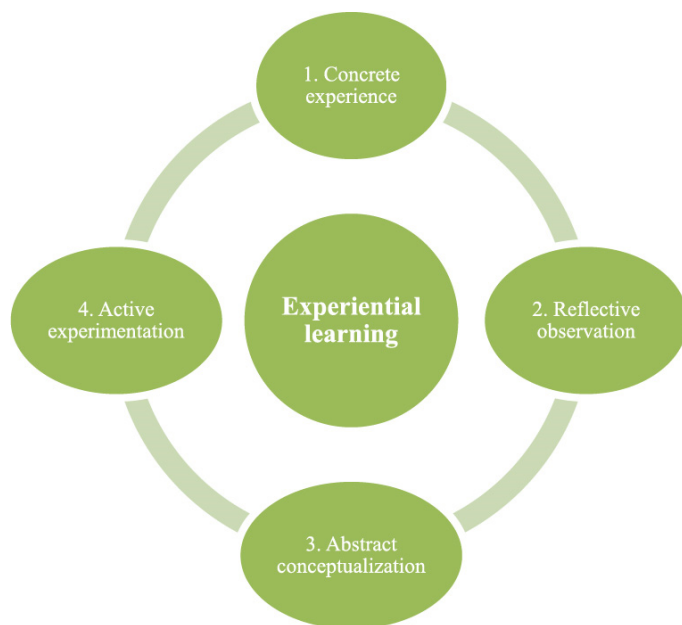 1. Concrete
experience
2. Reflective
observation
3. Abstract
conceptualization
4. Active
experimentation
Experiential
learning